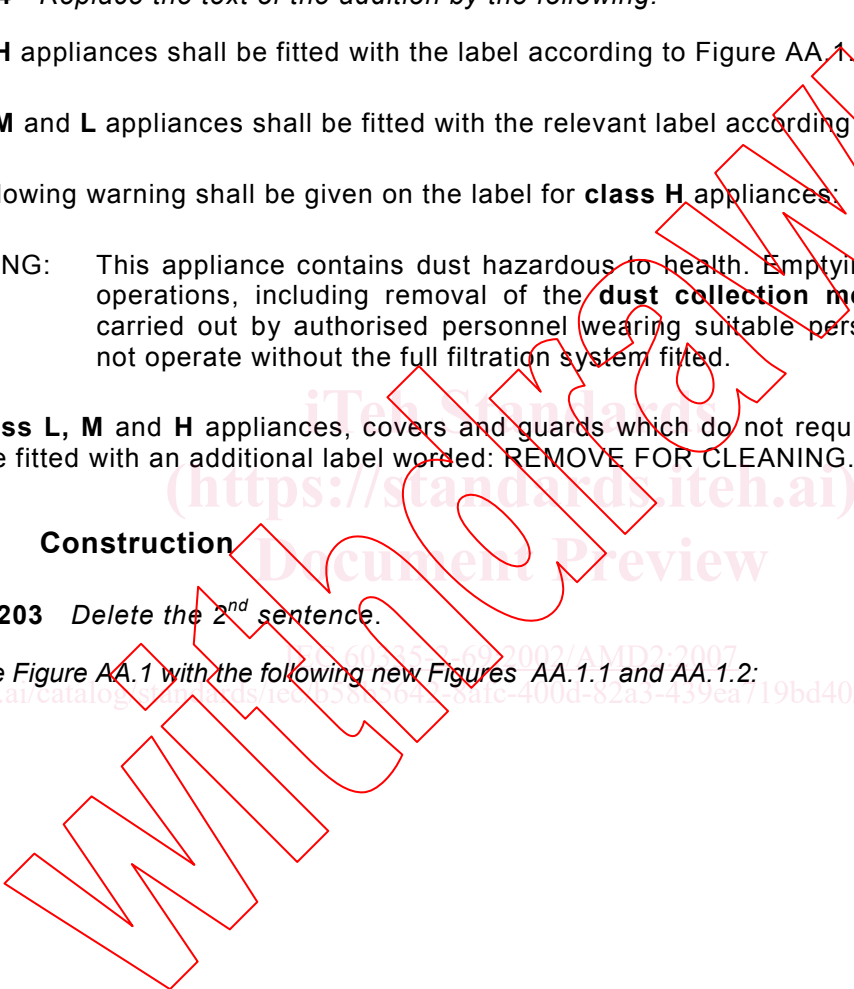 Replace the text of the addition by the following:
H appliances shall be fitted with the label according to Figure AA.1.
M and L appliances shall be fitted with the relevant label according
lowing warning shall be given on the label for class H appliances:
NG: This appliance contains dust hazardous to health. Emptyin
operations, including removal of the dust collection me
carried out by authorised personnel wearing suitable pers
not operate without the full filtration system fitted.
iTeh Standards
ss L, M and H appliances, covers and guards which do not requi
e fitted with an additional label worded: REMOVE FOR CLEANING.
(https://standards.iteh.ai)
Construction
Document Preview
203 Delete the 2nd sentence.
IEC 60335-2-69:2002/AMD2:2007
e Figure AA.1 with the following new Figures AA.1.1 and AA.1.2:
.ai/catalog/standards/iec/b58b5642-8afc-400d-82a3-439ea719bd40
withdraw